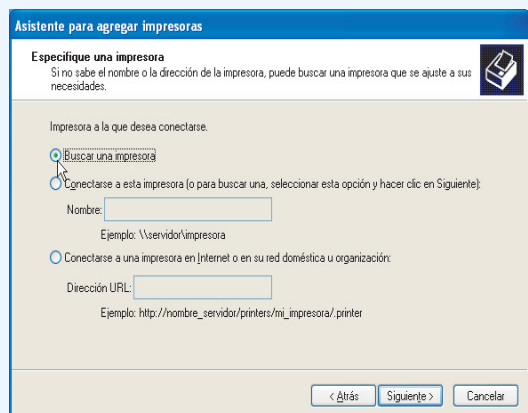 Asistente para agregar impresoras
Especifique una impresora
Si no sabe el nombre o la dirección de la impresora, puede buscar una impresora que se ajuste a sus
necesidades.
Impresora a la que desea conectarse.
Buscar una impresora
Conectarse a esta impresora (o para buscar una, seleccionar esta opción y hacer clic en Siguiente):
Nombre:
Ejemplo: \\servidor\impresora
Conectarse a una impresora en Internet o en su red doméstica u organización:
Dirección URL:
Ejemplo: http://nombre_servidor/printers/mi_impresora/.printer
< Atrás Siguiente > Cancelar